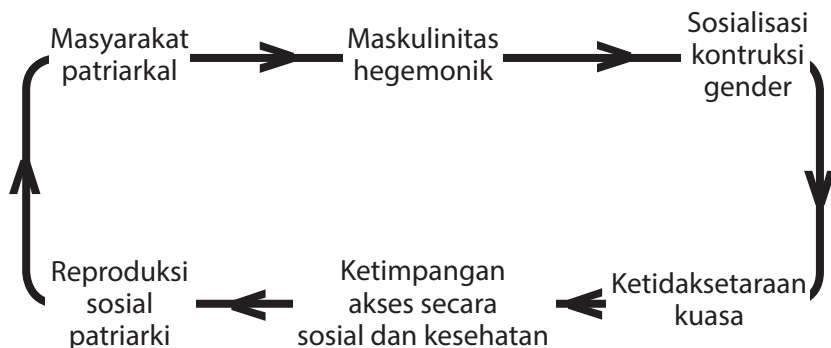 Masyarakat
patriarkal
Maskulinitas
hegemonik
Sosialisasi
kontruksi
gender
Ketidaksetaraan
kuasa
Ketimpangan
akses secara
sosial dan kesehatan
Reproduksi
sosial
patriarki